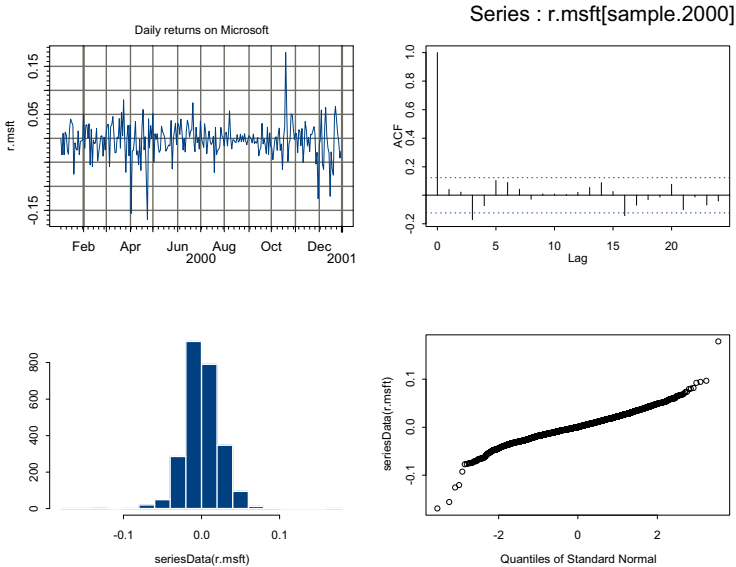 Series : r.msft[sample.2000]
Daily returns on Microsoft
r.msft
0.15
0.05
-0.15
Feb Apr Jun Aug Oct Dec
2000 2001
ACF
1.0
0.8
0.6
0.4
0.2
-0.2
0 5 10 15 20
Lag
800
600
400
200
0
-0.1 0.0 0.1
seriesData(r.msft)
seriesData(r.msft)
0.1
0.0
-0.1
-2 0 2
Quantiles of Standard Normal